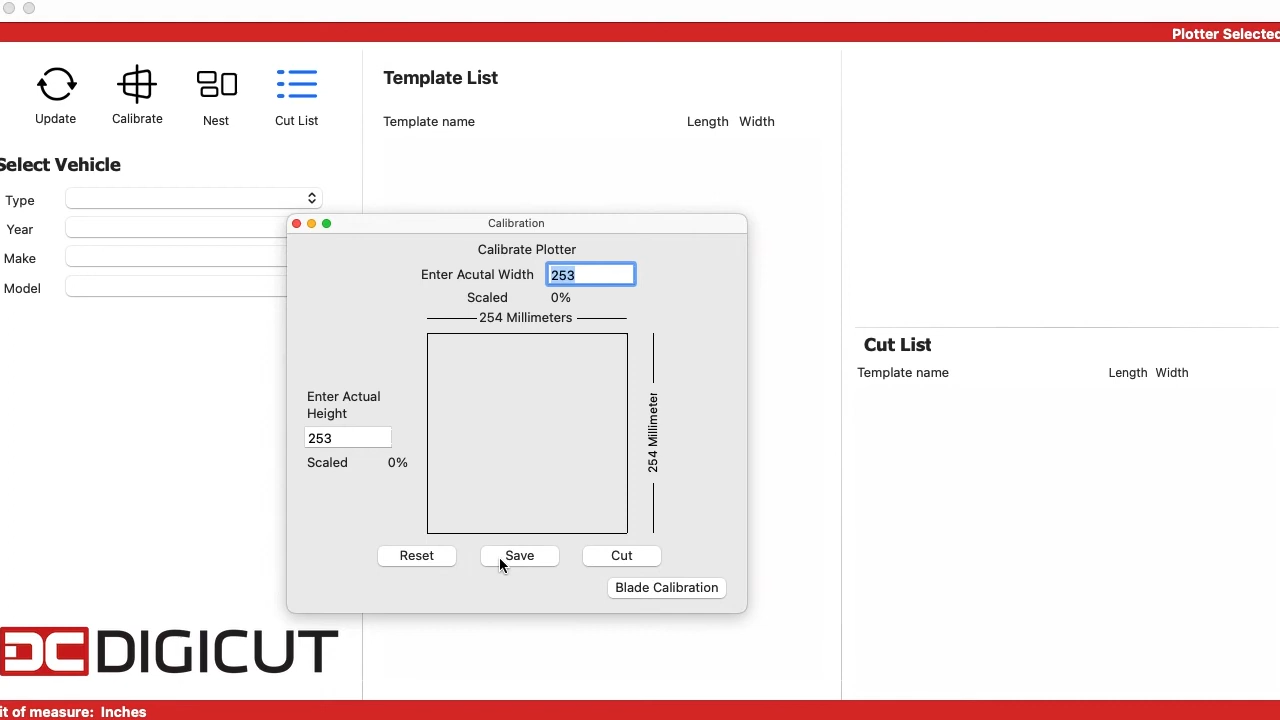 Plotter Selected
Update
Calibrate
Nest
Cut List
Select Vehicle
Type
Year
Make
Model
Template List
Template name Length Width
Calibration
Calibrate Plotter
Enter Acutal Width 253
Scaled 0%
254 Millimeters
Enter Actual
Height
253
Scaled 0%
254 Millimeter
Reset
Save
Cut
Blade Calibration
Cut List
Template name Length Width
DC DIGICUT
it of measure: Inches